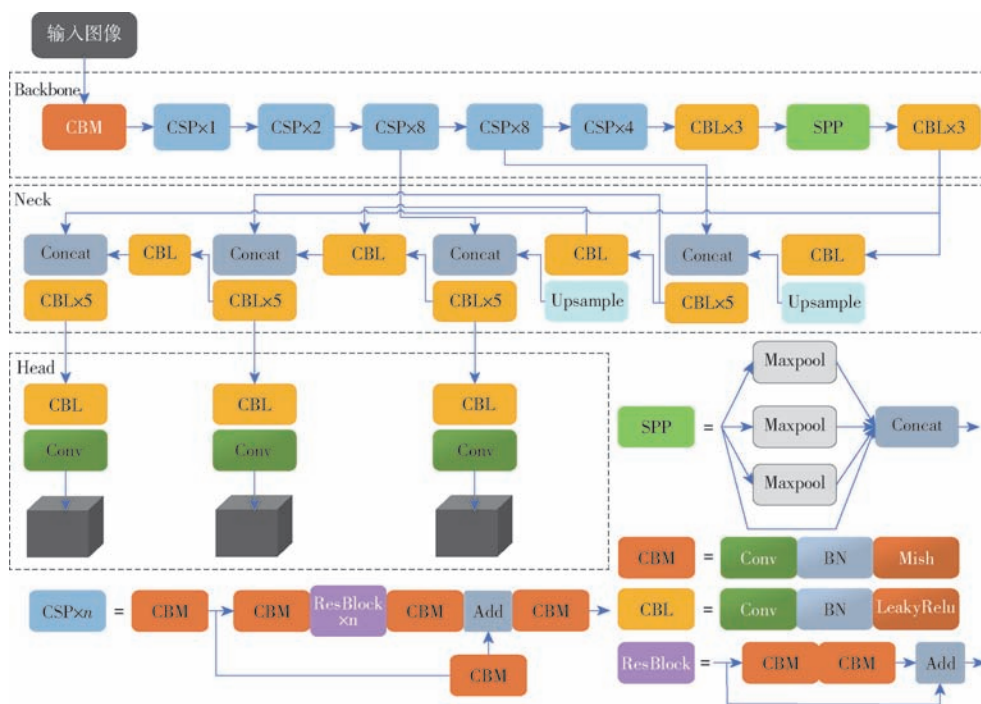 输入图像
Backbone
CBM CSP×1 CSP×2 CSP×8 CSP×8 CSP×4 CBL×3 SPP CBL×3
Neck
Concat CBL Concat CBL Concat CBL Concat CBL
CBL×5 CBL×5 CBL×5 Upsample CBL×5 Upsample
Head
CBL CBL CBL
Conv Conv Conv
Maxpool
SPP = Maxpool Concat
Maxpool
CBM = Conv BN Mish
CSP×n = CBM CBM ResBlock
×n CBM Add CBM
CBM
CBL = Conv BN LeakyRelu
ResBlock = CBM CBM Add